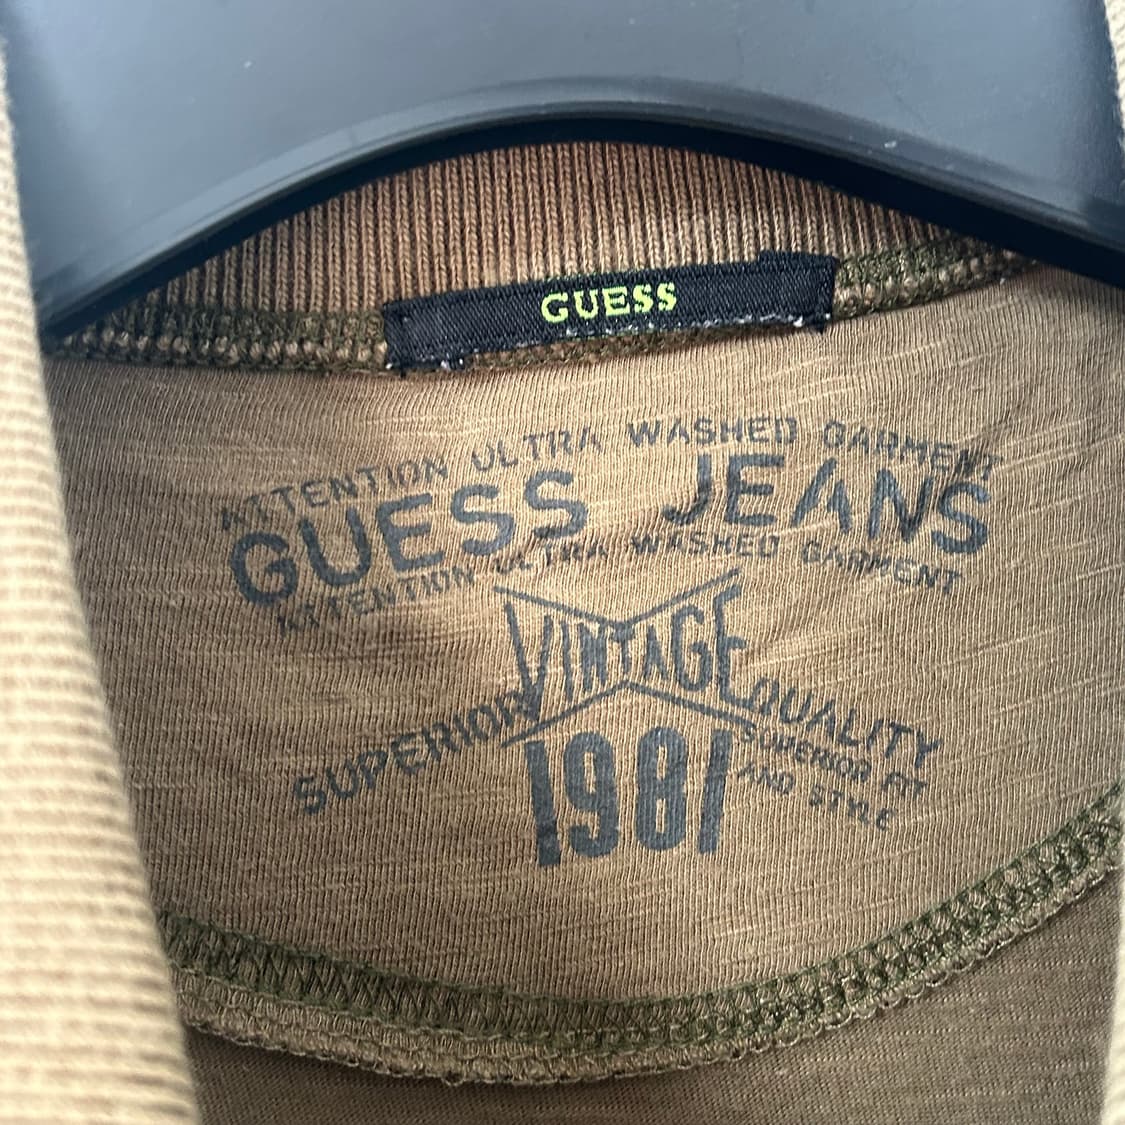 GUESS
ATTENTION ULTRA WASHED GARMENT
GUESS JEANS
ATTENTION ULTRA WASHED GARMENT
VINTAGE
SUPERIOR QUALITY
1981
SUPERIOR FIT
AND STYLE